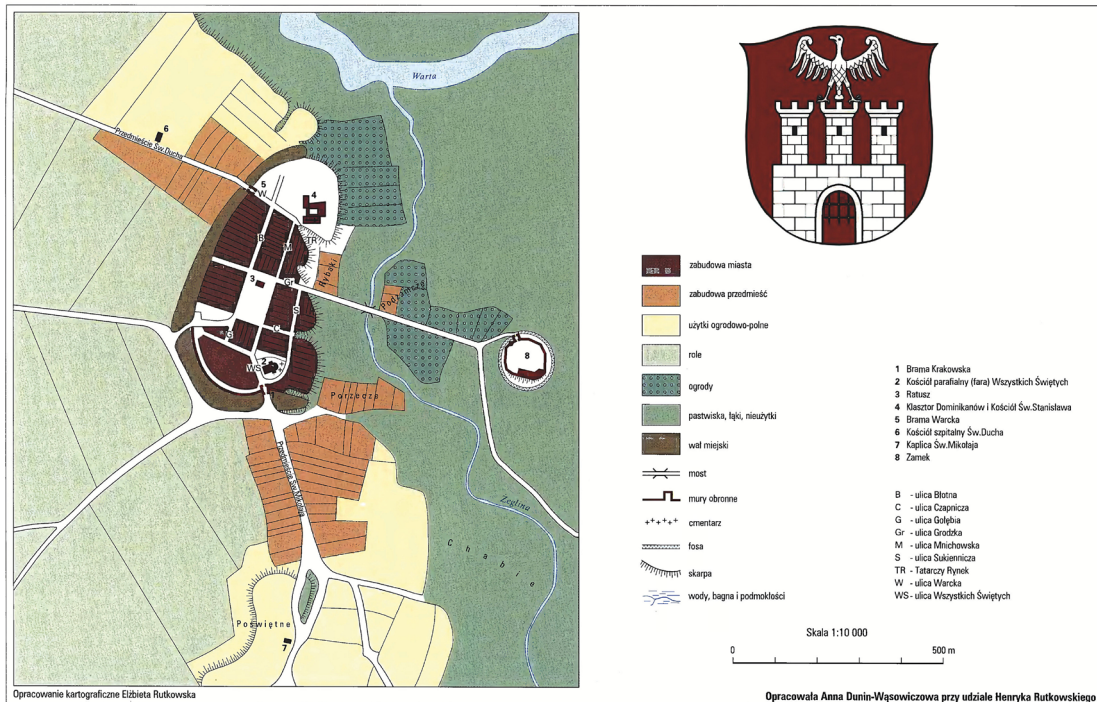 Warta
6
Przedmieście Św. Ducha
5
W
4
B
M
TR
Rybaki
3
Gr
Podzamcze
S
G
C
8
WS
2
1
Porzecze
Przedmieście Św. Mikołaja
Żeglina
Chabie
Poświętne
7
Opracowanie kartograficzne Elżbieta Rutkowska
zabudowa miasta
zabudowa przedmieść
użytki ogrodowo-polne
role
ogrody
pastwiska, łąki, nieużytki
wał miejski
most
mury obronne
cmentarz
fosa
skarpa
wody, bagna i podmokłości
1 Brama Krakowska
2 Kościół parafialny (fara) Wszystkich Świętych
3 Ratusz
4 Klasztor Dominikanów i Kościół Św.Stanisława
5 Brama Warcka
6 Kościół szpitalny Św.Ducha
7 Kaplica Św.Mikołaja
8 Zamek
B - ulica Błotna
C - ulica Czapnicza
G - ulica Gołębia
Gr - ulica Grodzka
M - ulica Mnichowska
S - ulica Sukiennicza
TR - Tatarczy Rynek
W - ulica Warcka
WS - ulica Wszystkich Świętych
Skala 1:10 000
0 500 m
Opracowała Anna Dunin-Wąsowiczowa przy udziale Henryka Rutkowskiego